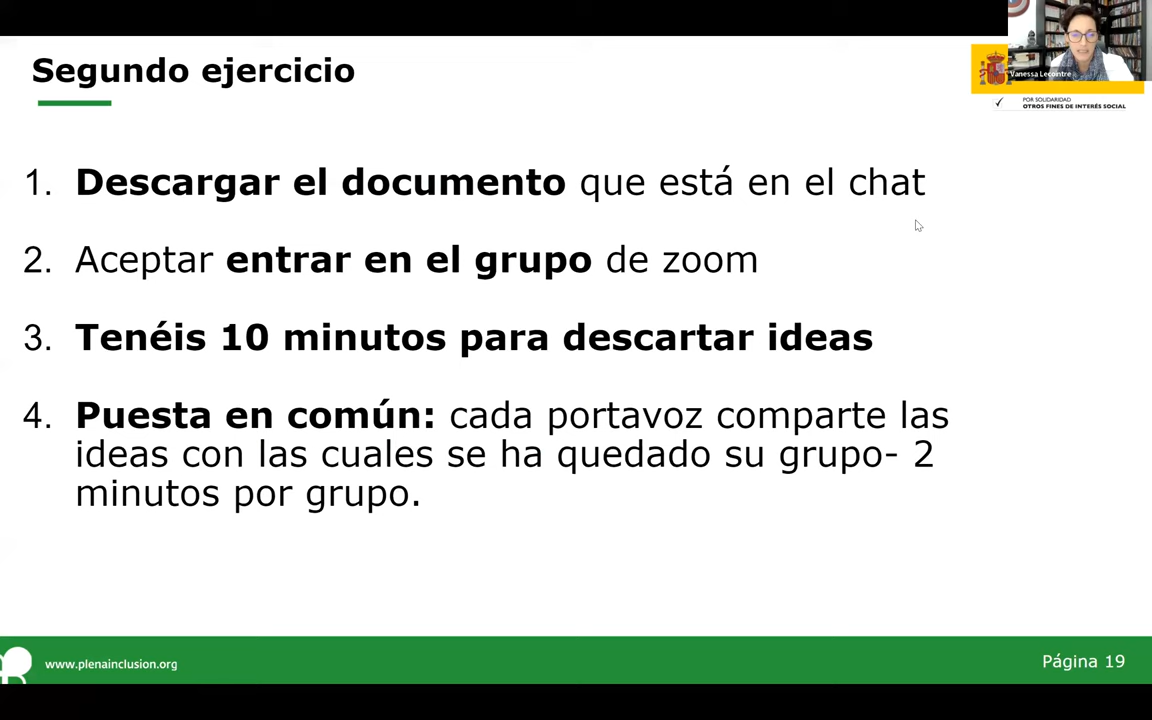 Segundo ejercicio
Vanessa Lecointre
POR SOLIDARIDAD
OTROS FINES DE INTERÉS SOCIAL
1. Descargar el documento que está en el chat
2. Aceptar entrar en el grupo de zoom
3. Tenéis 10 minutos para descartar ideas
4. Puesta en común: cada portavoz comparte las
ideas con las cuales se ha quedado su grupo- 2
minutos por grupo.
www.plenainclusion.org
Página 19